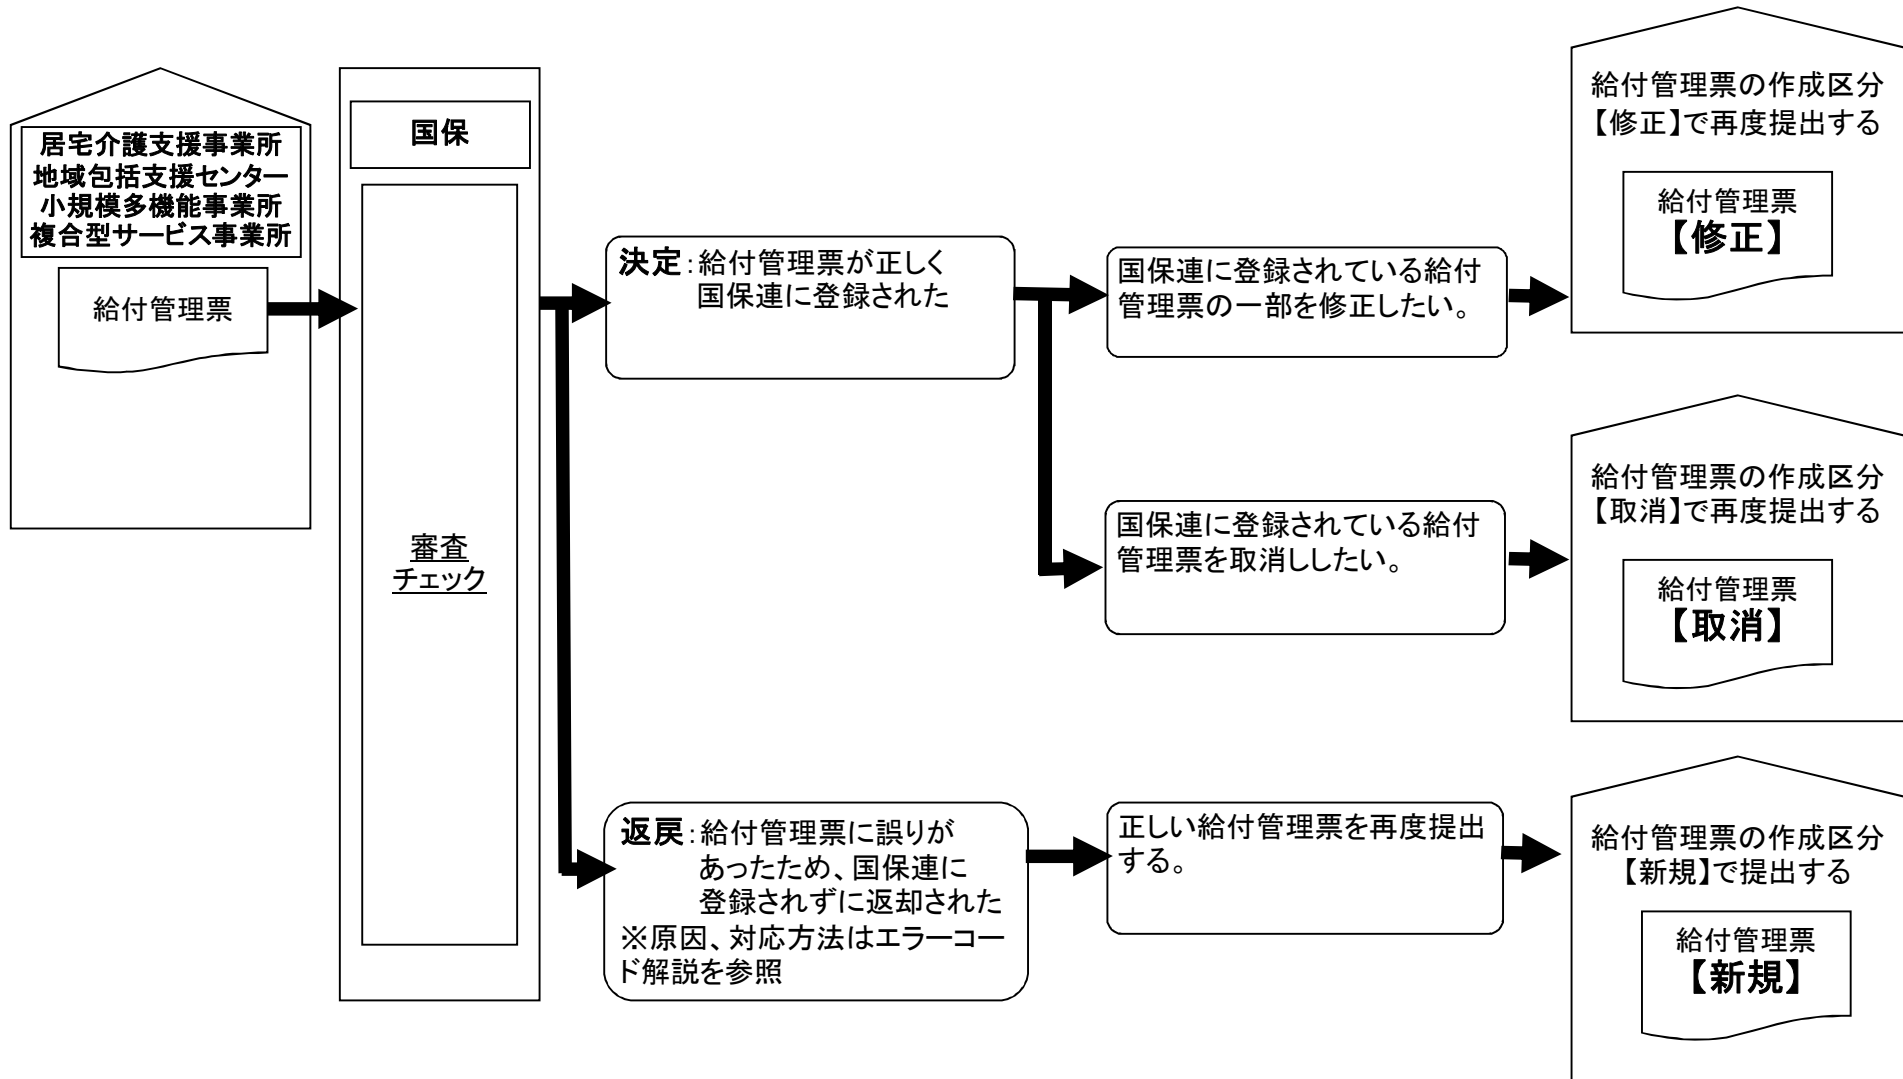 居宅介護支援事業所
地域包括支援センター
小規模多機能事業所
複合型サービス事業所
給付管理票
国保
審査
チェック
決定：給付管理票が正しく
国保連に登録された
国保連に登録されている給付
管理票の一部を修正したい。
給付管理票の作成区分
【修正】で再度提出する
給付管理票
【修正】
国保連に登録されている給付
管理票を取消ししたい。
給付管理票の作成区分
【取消】で再度提出する
給付管理票
【取消】
返戻：給付管理票に誤りが
あったため、国保連に
登録されずに返却された
※原因、対応方法はエラーコー
ド解説を参照
正しい給付管理票を再度提出
する。
給付管理票の作成区分
【新規】で提出する
給付管理票
【新規】